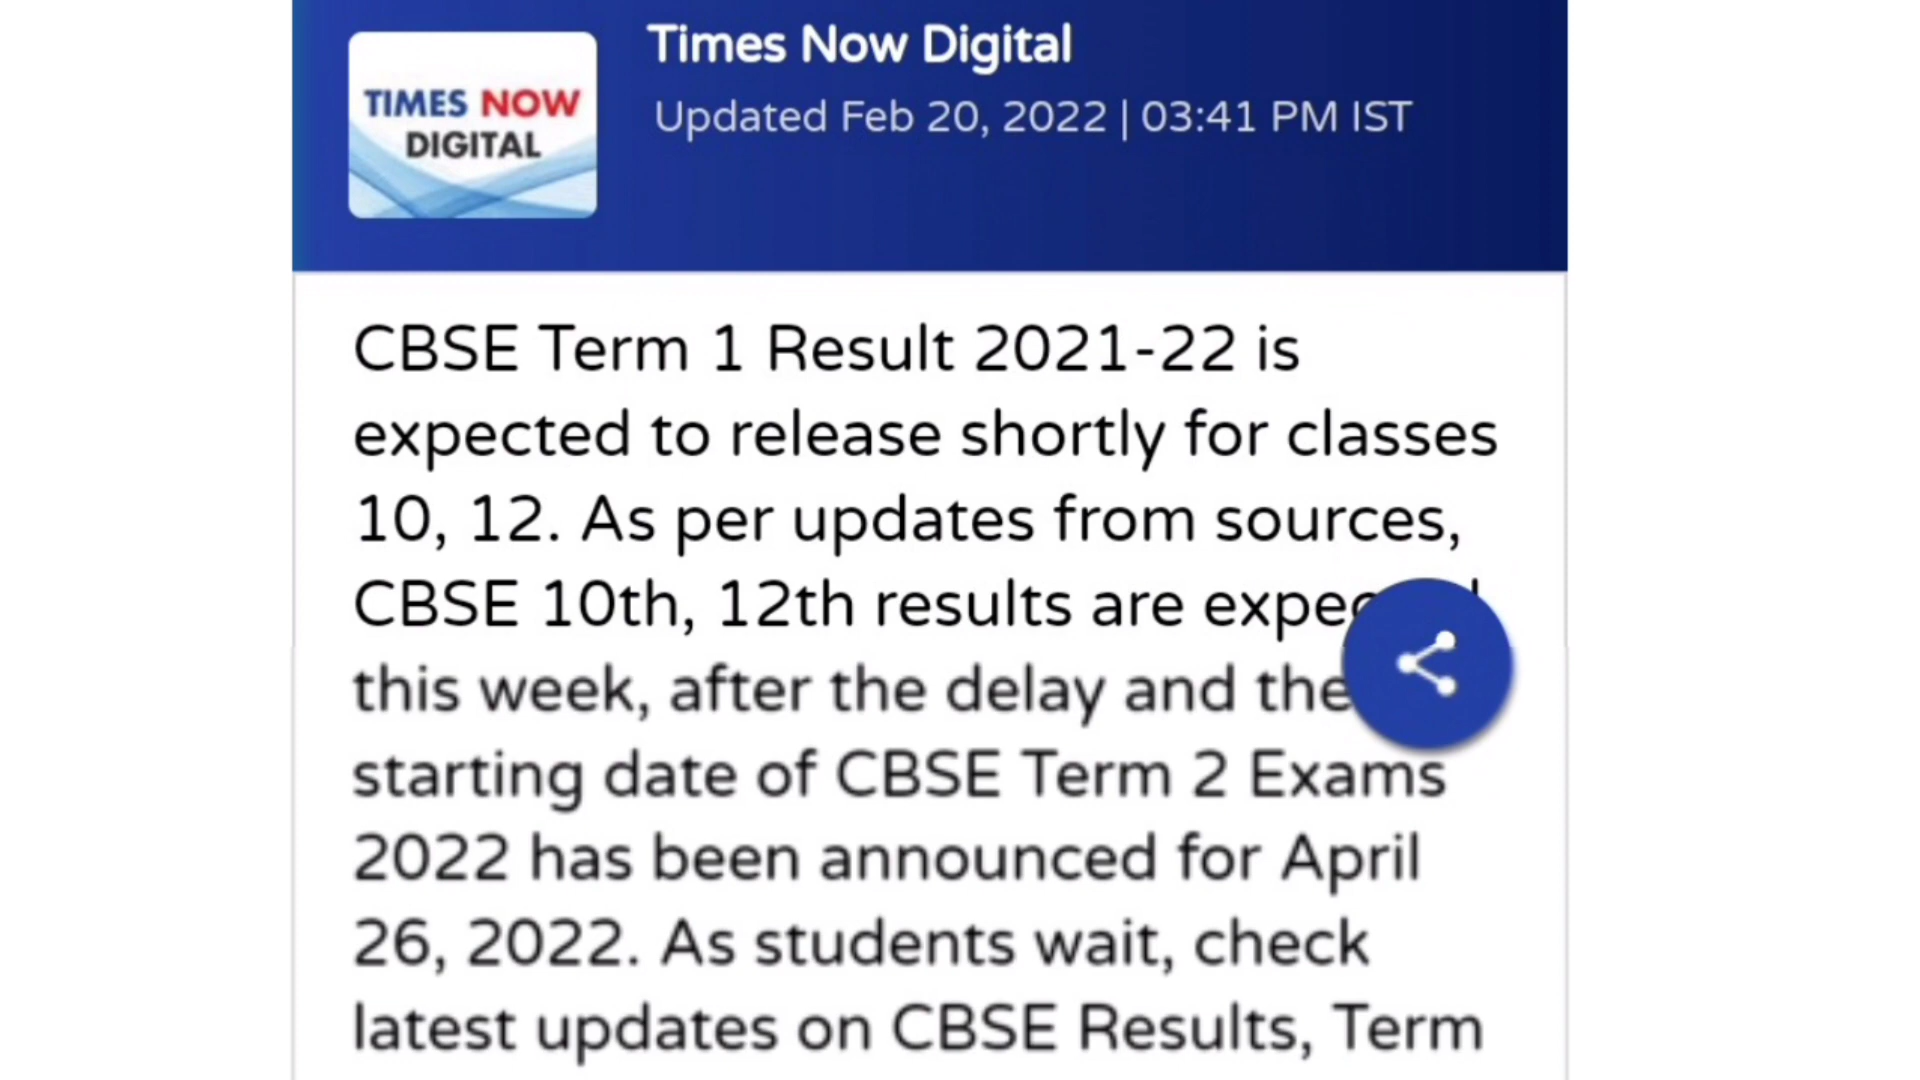 TIMES NOW
DIGITAL
Times Now Digital
Updated Feb 20, 2022 | 03:41 PM IST
CBSE Term 1 Result 2021-22 is
expected to release shortly for classes
10, 12. As per updates from sources,
CBSE 10th, 12th results are
this week, after the delay and the
starting date of CBSE Term 2 Exams
2022 has been announced for April
26, 2022. As students wait, check
latest updates on CBSE Results, Term